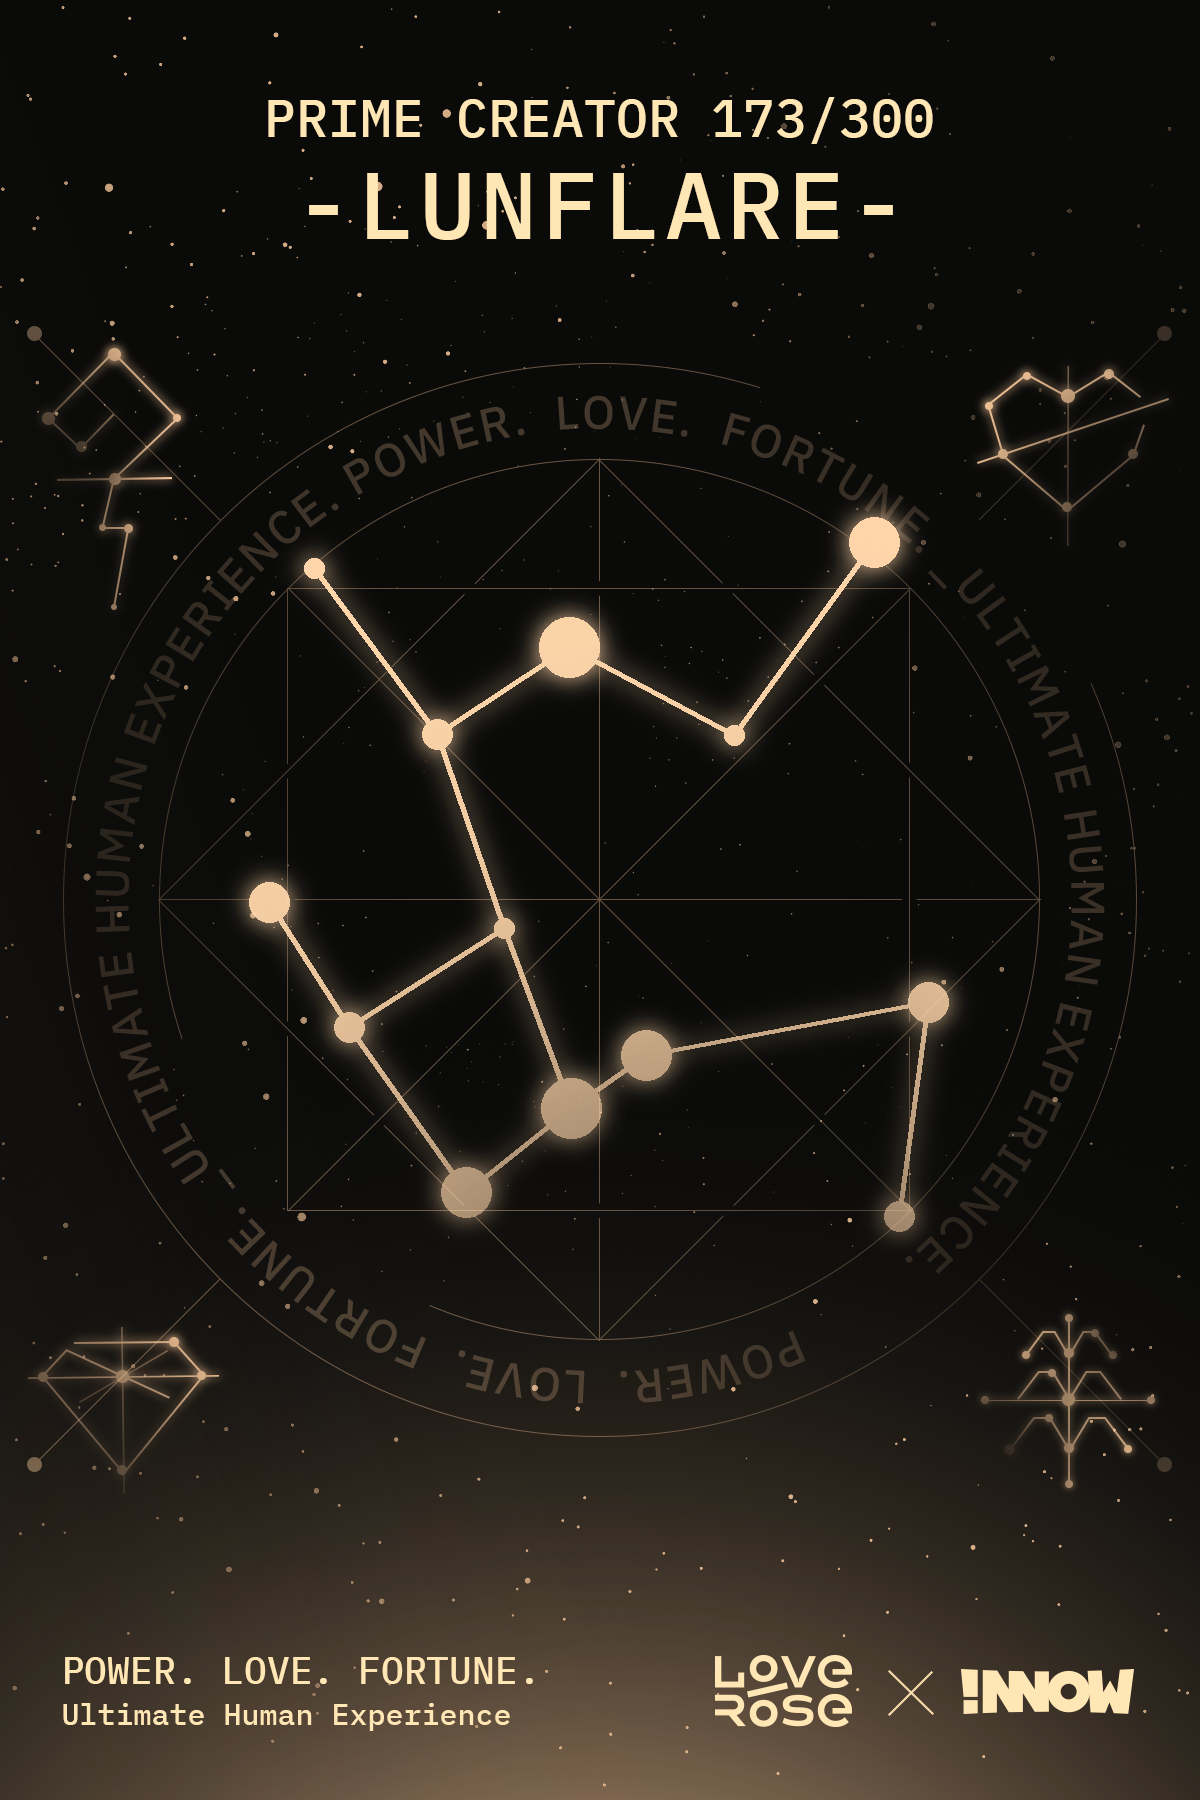 PRIME CREATOR 173/300
-LUNFLARE-
POWER. LOVE. FORTUNE. – ULTIMATE HUMAN EXPERIENCE.
POWER. LOVE. FORTUNE. – ULTIMATE HUMAN EXPERIENCE.
POWER. LOVE. FORTUNE.
Ultimate Human Experience
LOVE
ROSE
!NNOW